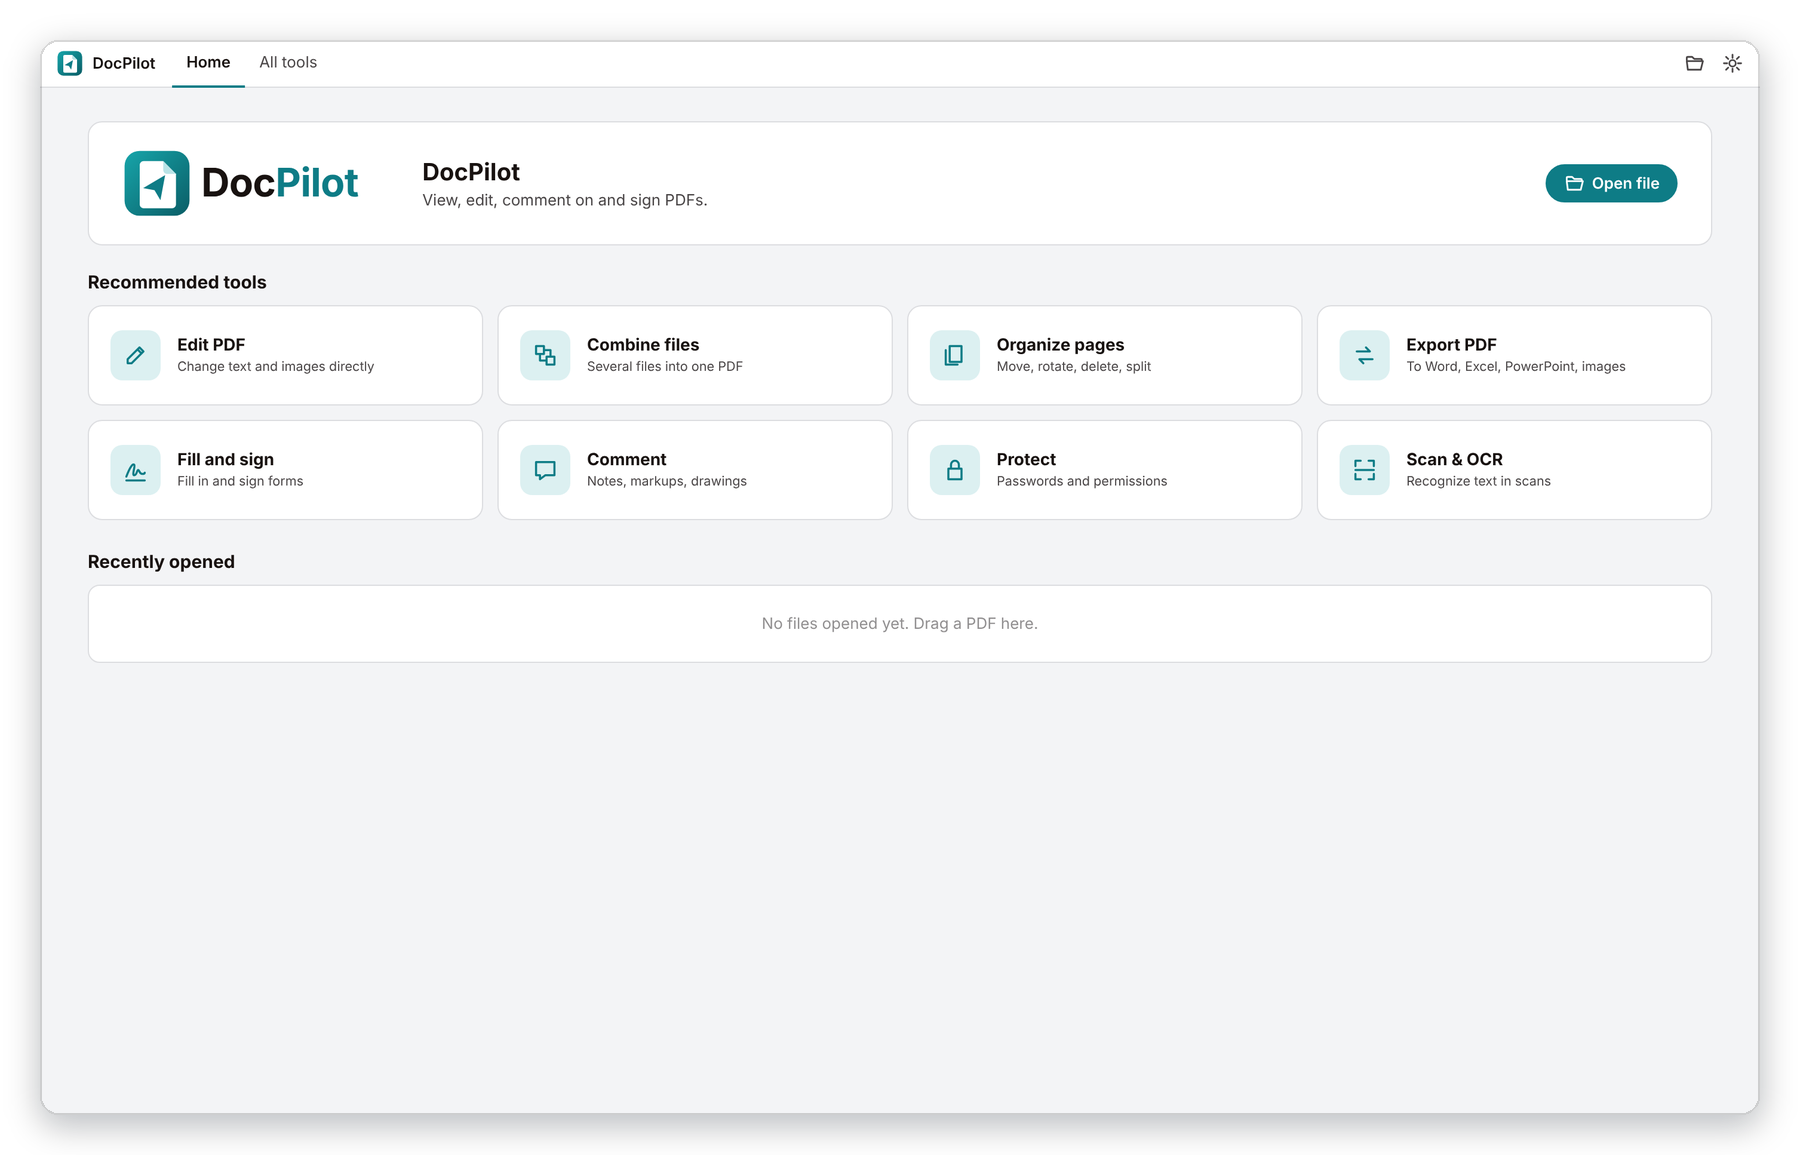 DocPilot
Home
All tools
DocPilot
DocPilot
View, edit, comment on and sign PDFs.
Open file
Recommended tools
Edit PDF
Change text and images directly
Combine files
Several files into one PDF
Organize pages
Move, rotate, delete, split
Export PDF
To Word, Excel, PowerPoint, images
Fill and sign
Fill in and sign forms
Comment
Notes, markups, drawings
Protect
Passwords and permissions
Scan & OCR
Recognize text in scans
Recently opened
No files opened yet. Drag a PDF here.